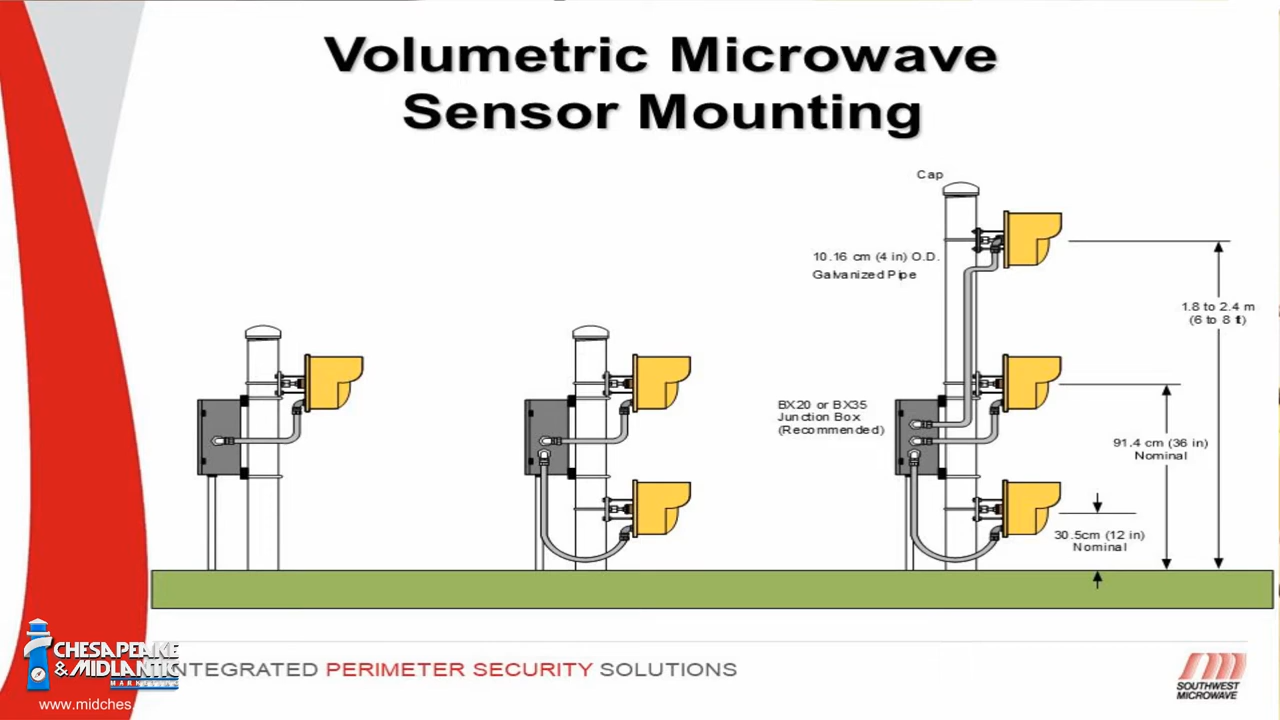 Volumetric Microwave
Sensor Mounting
Cap
10.16 cm (4 in) O.D.
Galvanized Pipe
1.8 to 2.4 m
(6 to 8 ft)
BX20 or BX35
Junction Box
(Recommended)
91.4 cm (36 in)
Nominal
30.5cm (12 in)
Nominal
CHESAPEAKE
& MIDLANTIC
MARKETING
INTEGRATED PERIMETER SECURITY SOLUTIONS
www.midches.
SOUTHWEST
MICROWAVE